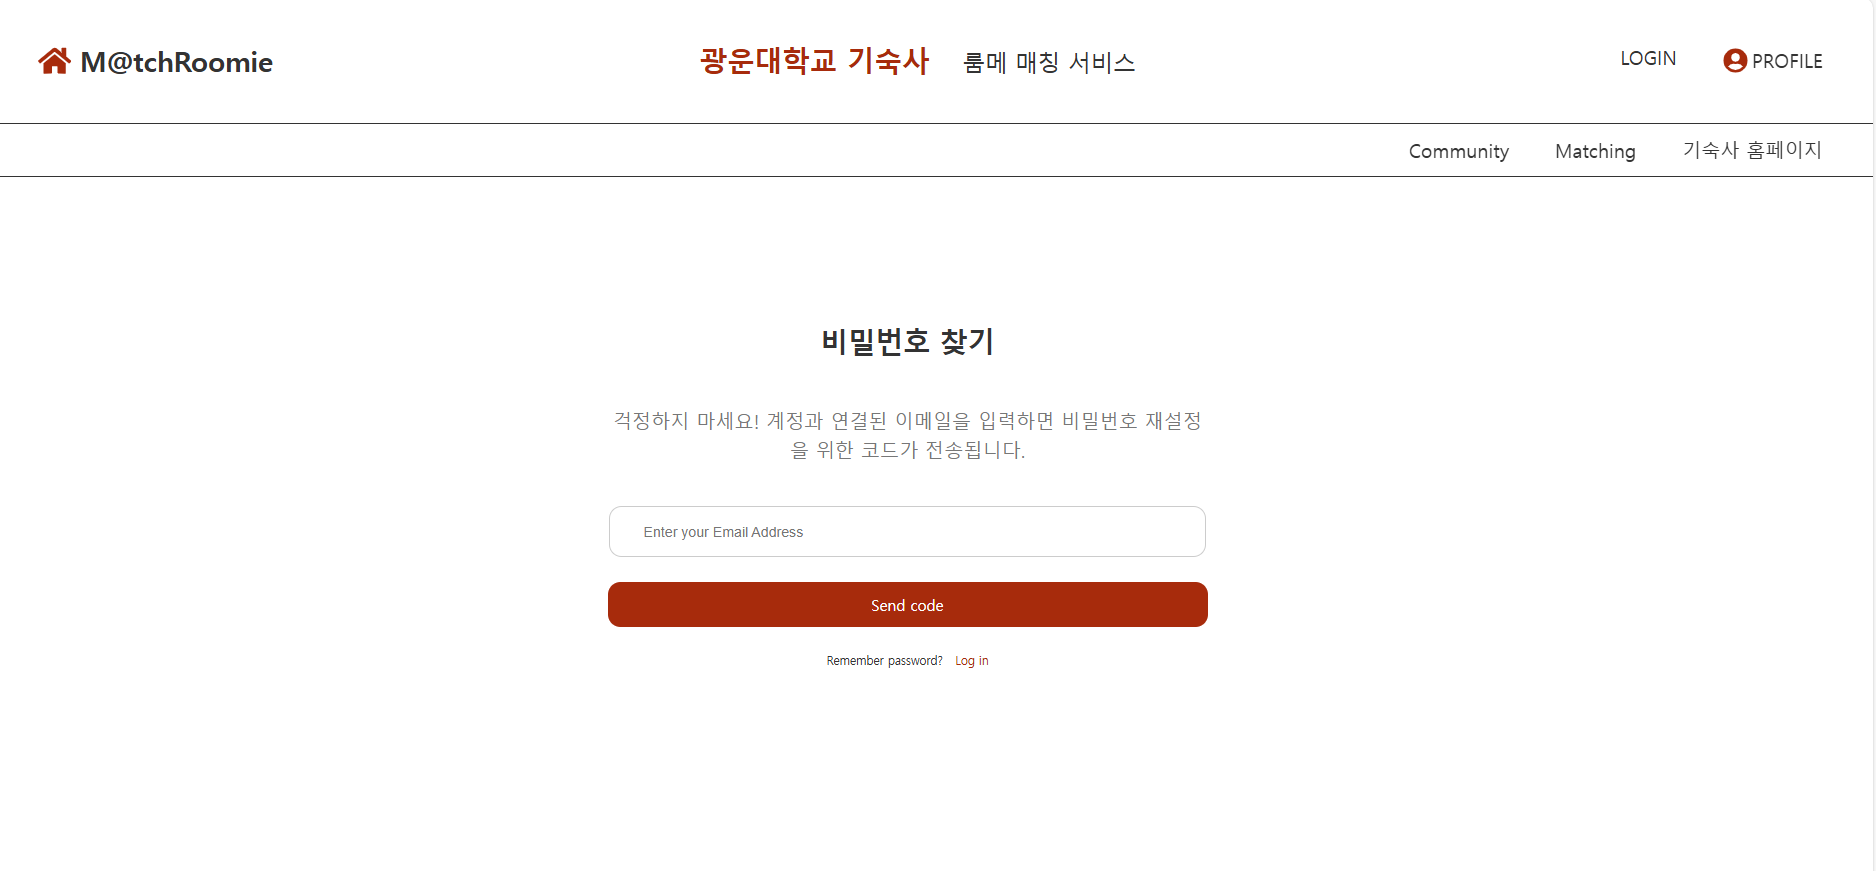 M@tchRoomie
광운대학교 기숙사 룸메 매칭 서비스
LOGIN
PROFILE
Community
Matching
기숙사 홈페이지
비밀번호 찾기
걱정하지 마세요! 계정과 연결된 이메일을 입력하면 비밀번호 재설정
을 위한 코드가 전송됩니다.
Enter your Email Address
Send code
Remember password? Log in